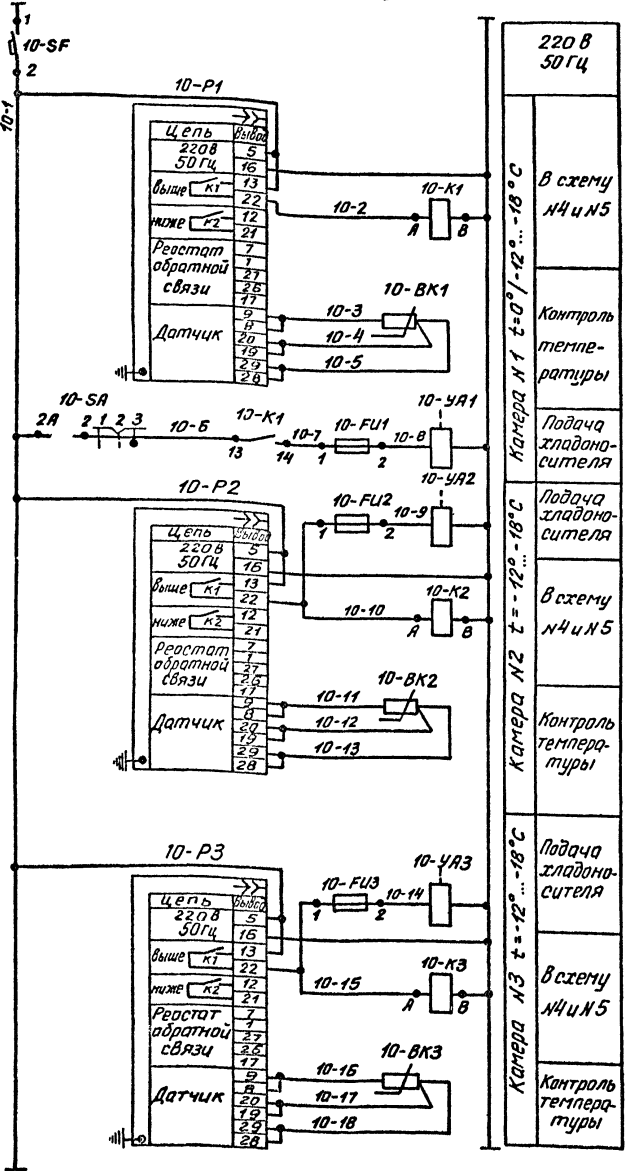 1
10-SF
2
10-1
220 В
50 Гц
10-P1
Цепь Вывод
220В
50 Гц
5
16
Выше К1 13
22
ниже К2 12
21
Реостат
обратной
связи
7
1
27
26
17
Датчик
9
8
20
19
29
28
10-2
A
10-K1
B
10-3
10-4
10-5
10-BK1
Камера N1 t=0°/-12°...-18°C
В схему
N4 и N5
Контроль
темпе-
ратуры
Подача
хладоно-
сителя
10-SA
2A 2 1 2 3
10-6
10-K1
13 14
10-7
1
10-FU1
2
10-8
10-YA1
10-P2
Цепь Вывод
220В
50 Гц
5
16
Выше К1 13
22
ниже К2 12
21
Реостат
обратной
связи
7
1
27
26
17
Датчик
9
8
20
19
29
28
1
10-FU2
2
10-9
10-YA2
10-10
A
10-K2
B
10-11
10-12
10-13
10-BK2
Камера N2 t=-12°...-18°C
Подача
хладоно-
сителя
В схему
N4 и N5
Контроль
температу-
ры
10-P3
Цепь Вывод
220В
50Гц
5
16
Выше К1 13
22
ниже К2 12
21
Реостат
обратной
связи
7
1
27
26
17
Датчик
9
8
20
19
29
28
1
10-FU3
2
10-14
10-YA3
10-15
A
10-K3
B
10-16
10-17
10-18
10-BK3
Камера N3 t=-12°...-18°C
Подача
хладоно-
сителя
В схему
N4 и N5
Контроль
темпера-
туры